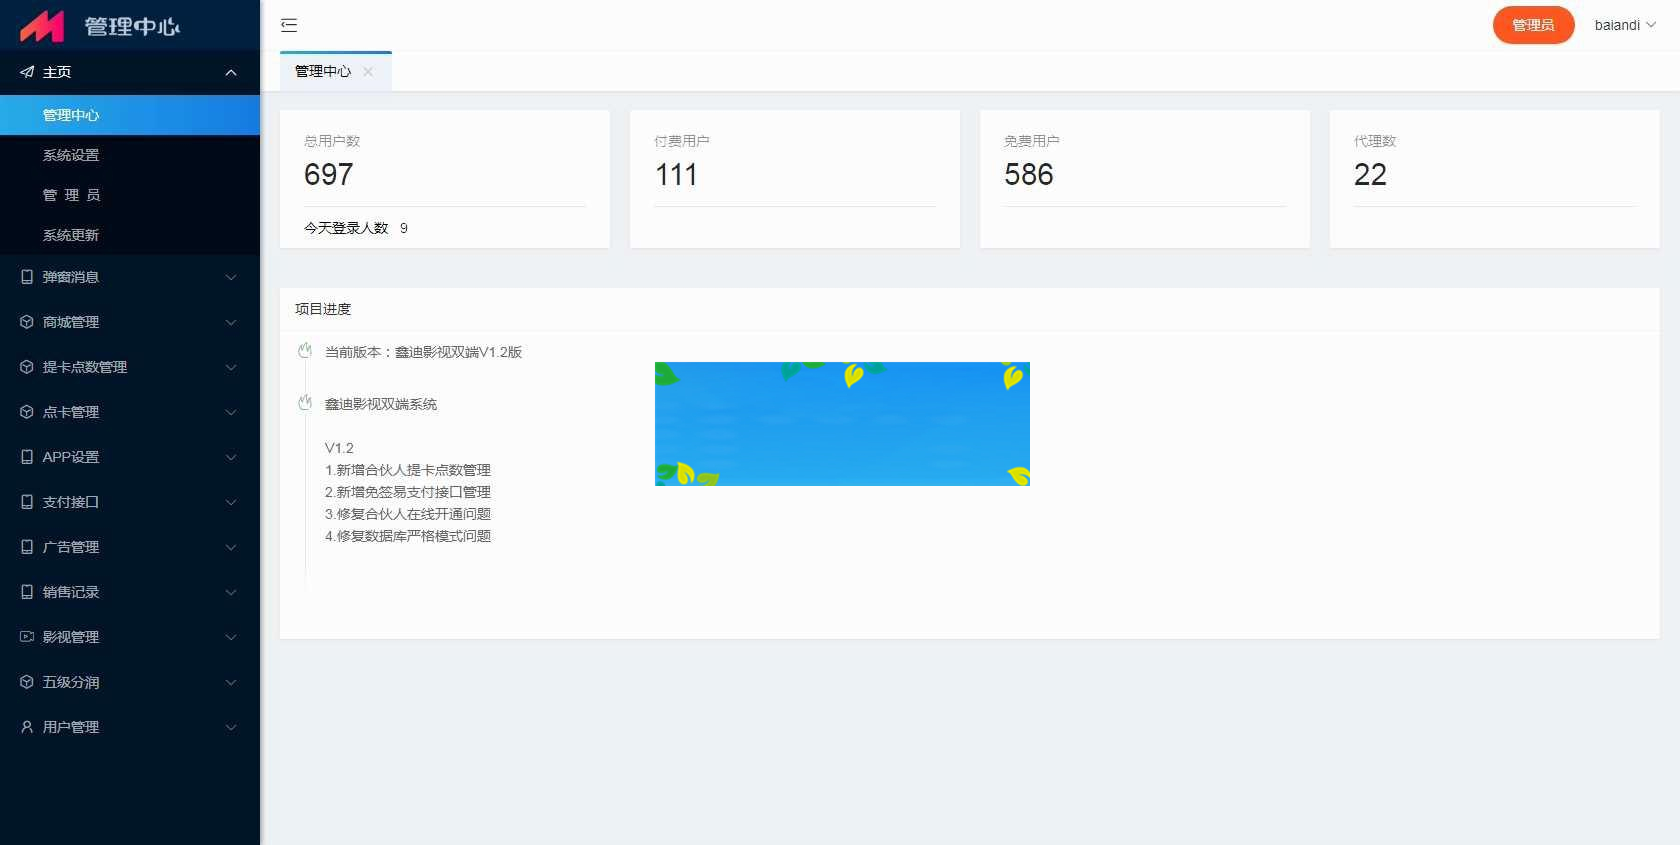 管理中心
管理员
baiandi
主页
管理中心
系统设置
管 理 员
系统更新
弹窗消息
商城管理
提卡点数管理
点卡管理
APP设置
支付接口
广告管理
销售记录
影视管理
五级分润
用户管理
管理中心
总用户数
697
今天登录人数 9
付费用户
111
免费用户
586
代理数
22
项目进度
当前版本：鑫迪影视双端V1.2版
鑫迪影视双端系统
V1.2
1.新增合伙人提卡点数管理
2.新增免签易支付接口管理
3.修复合伙人在线开通问题
4.修复数据库严格模式问题